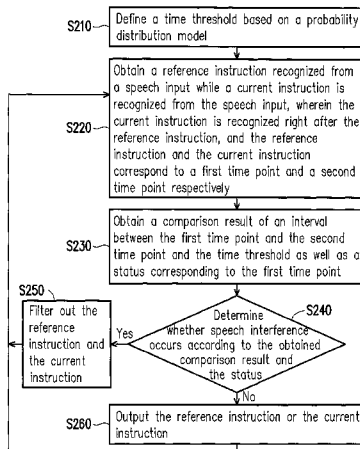 S210
Define a time threshold based on a probability
distribution model
S220
Obtain a reference instruction recognized from
a speech input while a current instruction is
recognized from the speech input, wherein the
current instruction is recognized right after the
reference instruction, and the reference
instruction and the current instruction
correspond to a first time point and a second
time point respectively
S230
Obtain a comparison result of an interval
between the first time point and the second
time point and the time threshold as well as a
status corresponding to the first time point
S240
Determine
whether speech interference
occurs according to the obtained
comparison result and
the status
Yes
S250
Filter out the
reference
instruction and
the current
instruction
No
S260
Output the reference instruction or the current
instruction